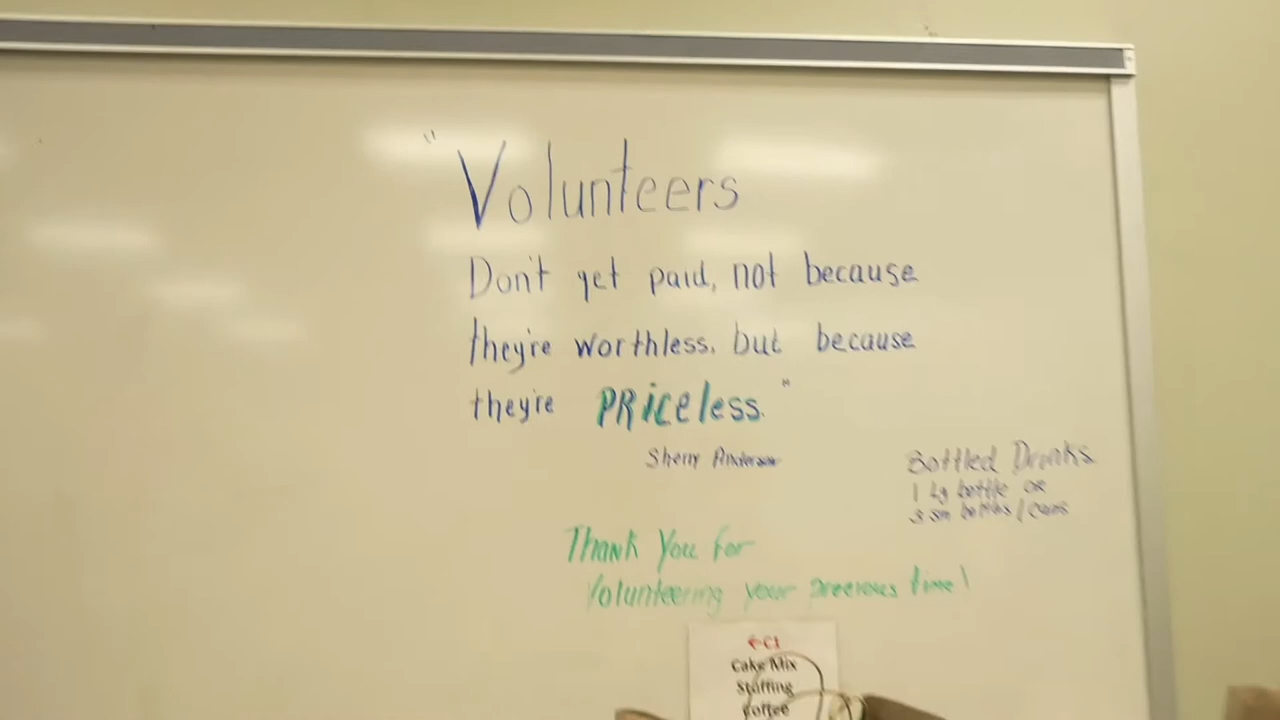 "Volunteers
Don't get paid, not because
they're worthless, but because
they're PRiceless."
Sherry Anderson
Bottled Drinks
1 Lg bottle OR
3 sm bottles / cans
Thank You for
Volunteering your precious time!
←C1
Cake Mix
Stuffing
Coffee